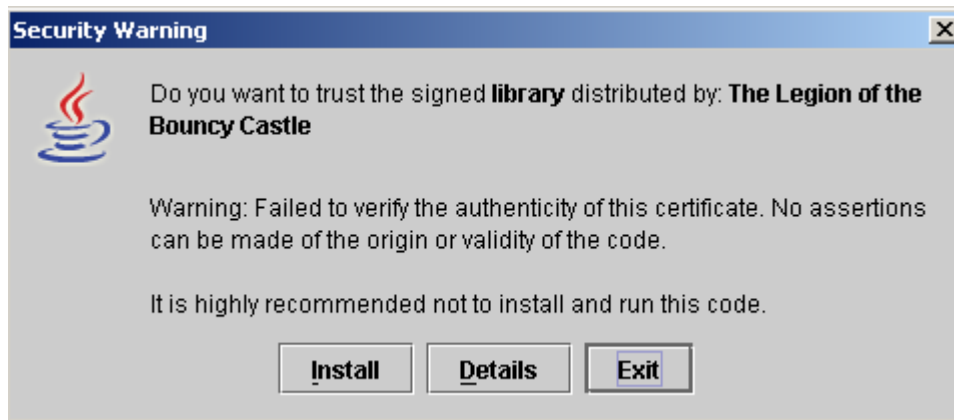 Security Warning
Do you want to trust the signed library distributed by: The Legion of the
Bouncy Castle
Warning: Failed to verify the authenticity of this certificate. No assertions
can be made of the origin or validity of the code.
It is highly recommended not to install and run this code.
Install Details Exit